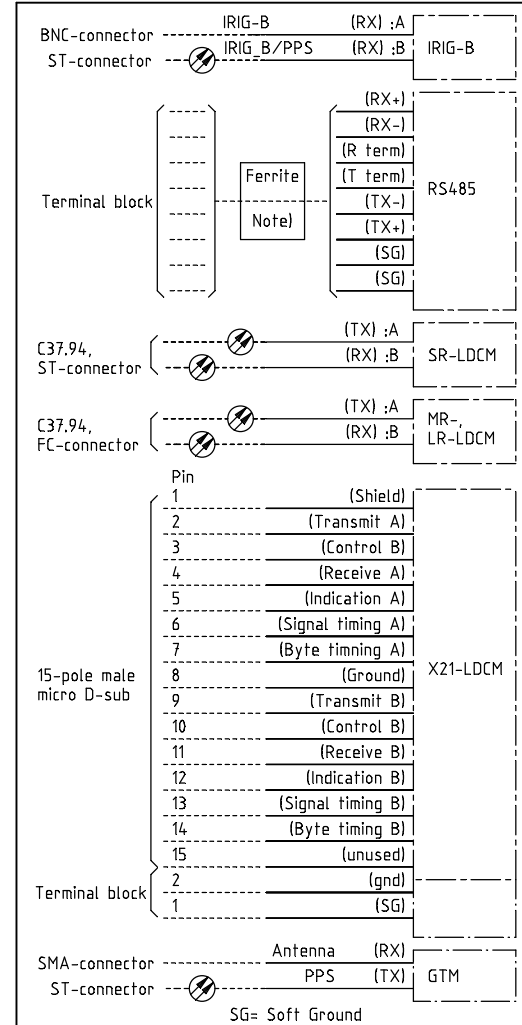 BNC-connector IRIG-B (RX) :A
ST-connector IRIG_B/PPS (RX) :B IRIG-B
(RX+)
(RX-)
(R term)
Ferrite (T term)
Terminal block (TX-) RS485
Note) (TX+)
(SG)
(SG)
C37.94, (TX) :A
ST-connector (RX) :B SR-LDCM
C37.94, (TX) :A MR-,
FC-connector (RX) :B LR-LDCM
Pin
1 (Shield)
2 (Transmit A)
3 (Control B)
4 (Receive A)
5 (Indication A)
6 (Signal timing A)
7 (Byte timning A)
15-pole male 8 (Ground) X21-LDCM
micro D-sub 9 (Transmit B)
10 (Control B)
11 (Receive B)
12 (Indication B)
13 (Signal timing B)
14 (Byte timing B)
15 (unused)
Terminal block 2 (gnd)
1 (SG)
SMA-connector Antenna (RX)
ST-connector PPS (TX) GTM
SG= Soft Ground